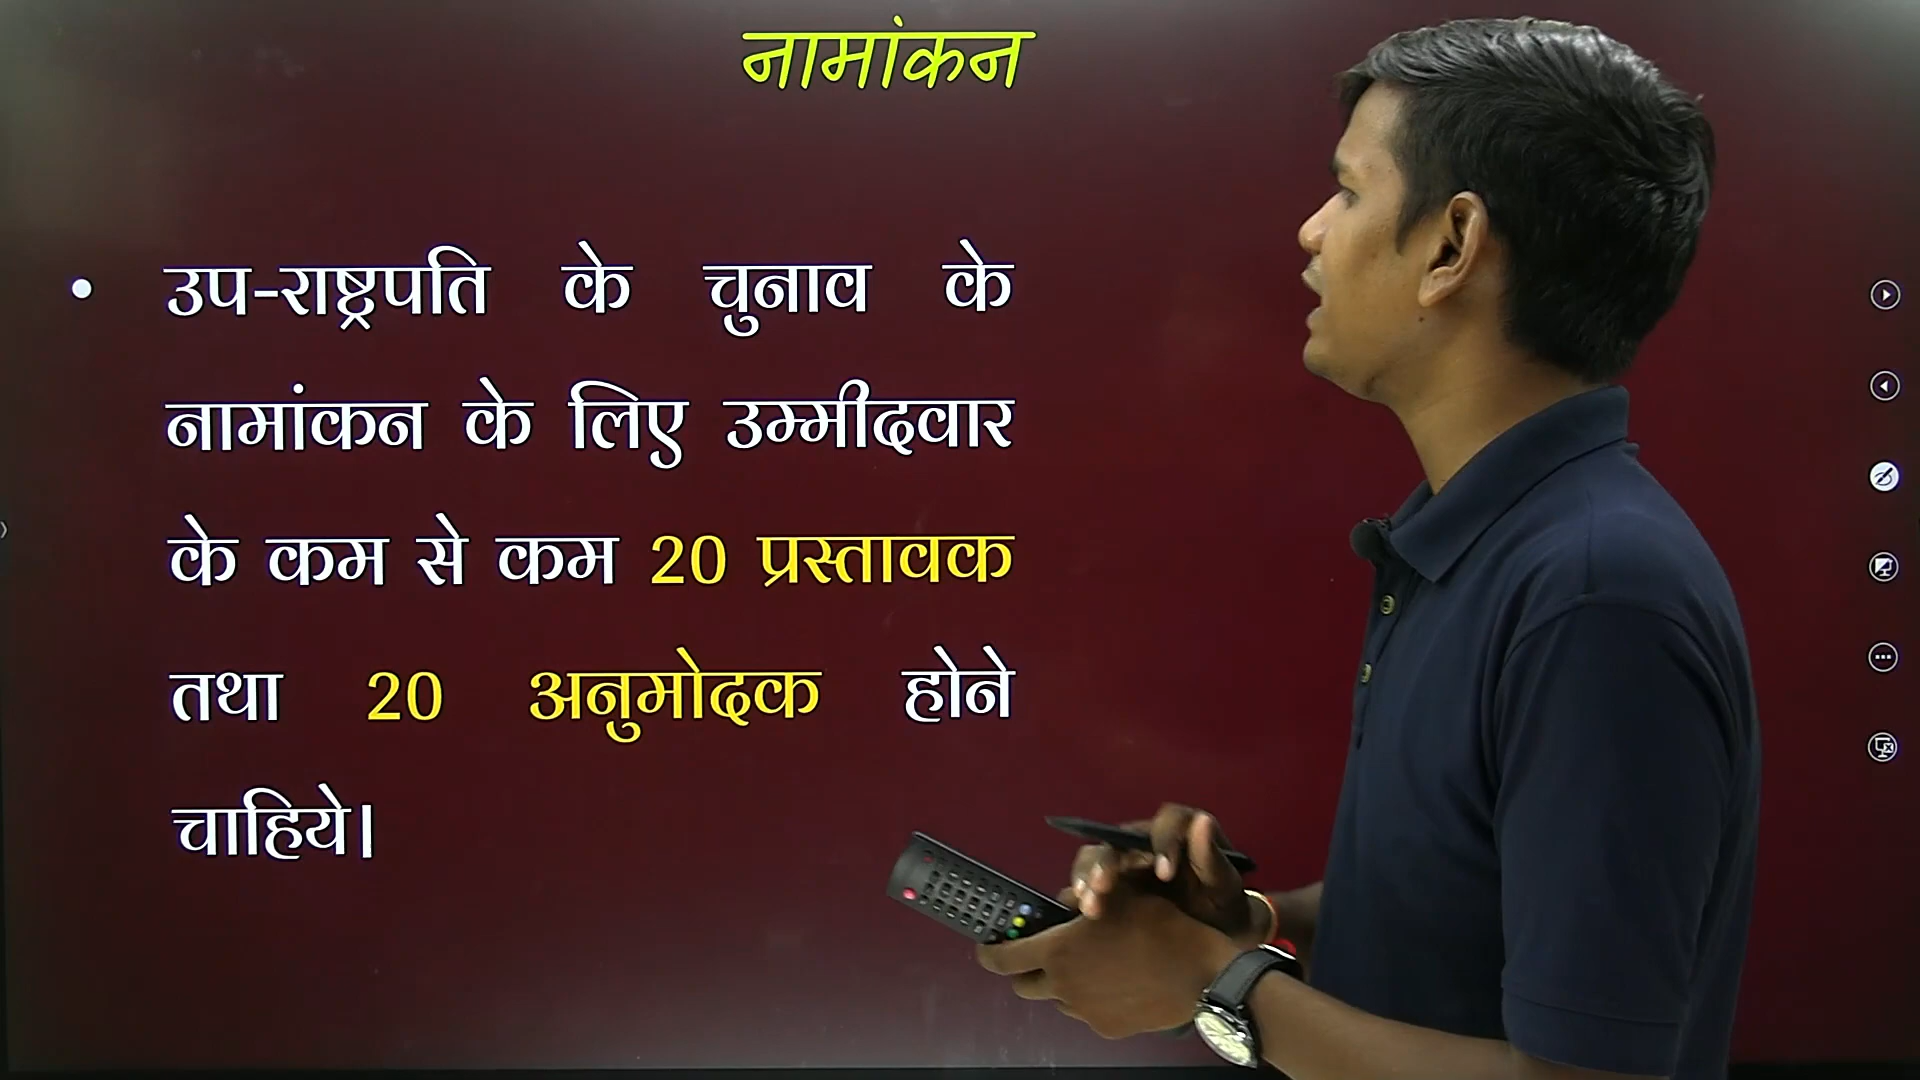 नामांकन
• उप-राष्ट्रपति के चुनाव के
नामांकन के लिए उम्मीदवार
के कम से कम 20 प्रस्तावक
तथा 20 अनुमोदक होने
चाहिये।